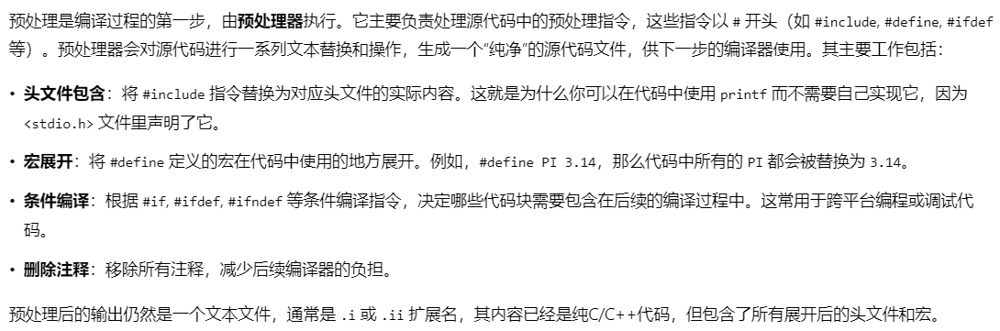 预处理是编译过程的第一步，由预处理器执行。它主要负责处理源代码中的预处理指令，这些指令以 # 开头（如 #include, #define, #ifdef
等）。预处理器会对源代码进行一系列文本替换和操作，生成一个“纯净”的源代码文件，供下一步的编译器使用。其主要工作包括：
• 头文件包含：将 #include 指令替换为对应头文件的实际内容。这就是为什么你可以在代码中使用 printf 而不需要自己实现它，因为
<stdio.h> 文件里声明了它。
• 宏展开：将 #define 定义的宏在代码中使用的地方展开。例如，#define PI 3.14，那么代码中所有的 PI 都会被替换为 3.14。
• 条件编译：根据 #if, #ifdef, #ifndef 等条件编译指令，决定哪些代码块需要包含在后续的编译过程中。这常用于跨平台编程或调试代
码。
• 删除注释：移除所有注释，减少后续编译器的负担。
预处理后的输出仍然是一个文本文件，通常是 .i 或 .ii 扩展名，其内容已经是纯C/C++代码，但包含了所有展开后的头文件和宏。